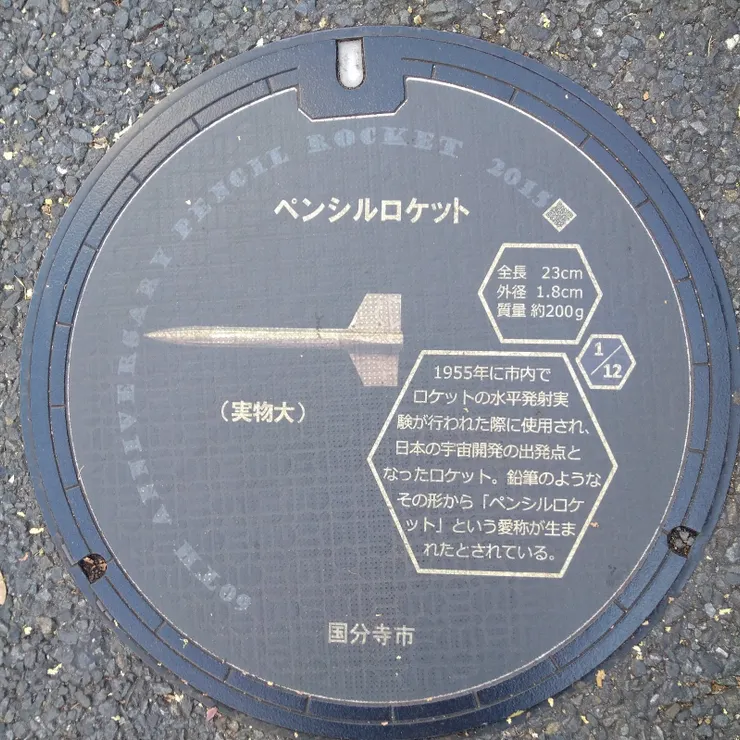 60TH ANNIVERSARY PENCIL ROCKET 2015
ペンシルロケット
全長 23cm
外径 1.8cm
質量 約200g
1/12
1955年に市内で
ロケットの水平発射実
験が行われた際に使用され、
日本の宇宙開発の出発点と
なったロケット。鉛筆のような
その形から「ペンシルロケ
ット」という愛称が生ま
れたとされている。
（実物大）
国分寺市